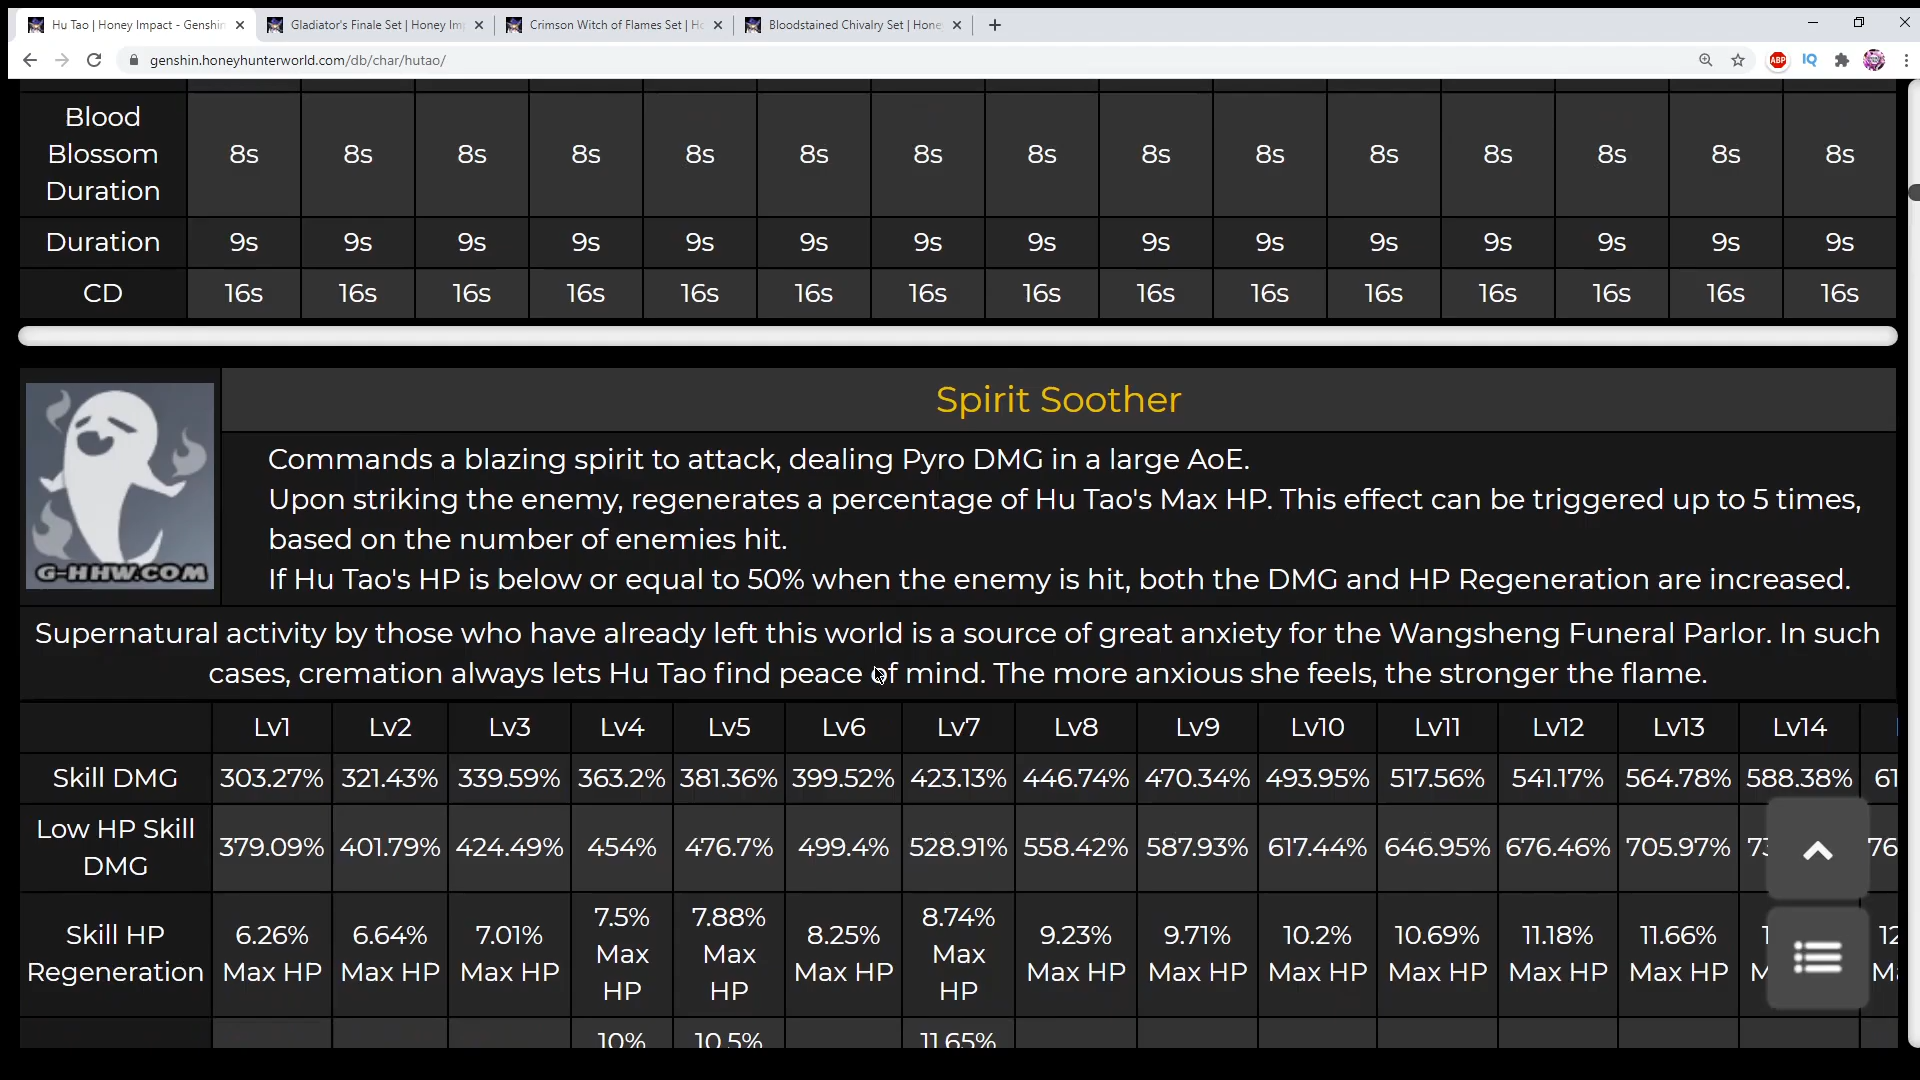 Hu Tao | Honey Impact - Genshin
Gladiator's Finale Set | Honey Im
Crimson Witch of Flames Set | Ho
Bloodstained Chivalry Set | Hone
genshin.honeyhunterworld.com/db/char/hutao/
ABP
IQ
Blood Blossom Duration 8s 8s 8s 8s 8s 8s 8s 8s 8s 8s 8s 8s 8s 8s 8s
Duration 9s 9s 9s 9s 9s 9s 9s 9s 9s 9s 9s 9s 9s 9s 9s
CD 16s 16s 16s 16s 16s 16s 16s 16s 16s 16s 16s 16s 16s 16s 16s
Spirit Soother
G-HHW.COM
Commands a blazing spirit to attack, dealing Pyro DMG in a large AoE.
Upon striking the enemy, regenerates a percentage of Hu Tao's Max HP. This effect can be triggered up to 5 times,
based on the number of enemies hit.
If Hu Tao's HP is below or equal to 50% when the enemy is hit, both the DMG and HP Regeneration are increased.
Supernatural activity by those who have already left this world is a source of great anxiety for the Wangsheng Funeral Parlor. In such
cases, cremation always lets Hu Tao find peace of mind. The more anxious she feels, the stronger the flame.
Lv1 Lv2 Lv3 Lv4 Lv5 Lv6 Lv7 Lv8 Lv9 Lv10 Lv11 Lv12 Lv13 Lv14
Skill DMG 303.27% 321.43% 339.59% 363.2% 381.36% 399.52% 423.13% 446.74% 470.34% 493.95% 517.56% 541.17% 564.78% 588.38% 61
Low HP Skill DMG 379.09% 401.79% 424.49% 454% 476.7% 499.4% 528.91% 558.42% 587.93% 617.44% 646.95% 676.46% 705.97% 73 76
Skill HP Regeneration 6.26% Max HP 6.64% Max HP 7.01% Max HP 7.5% Max HP 7.88% Max HP 8.25% Max HP 8.74% Max HP 9.23% Max HP 9.71% Max HP 10.2% Max HP 10.69% Max HP 11.18% Max HP 11.66% Max HP 1 M 12 Ma
10% 10.5% 11.65%